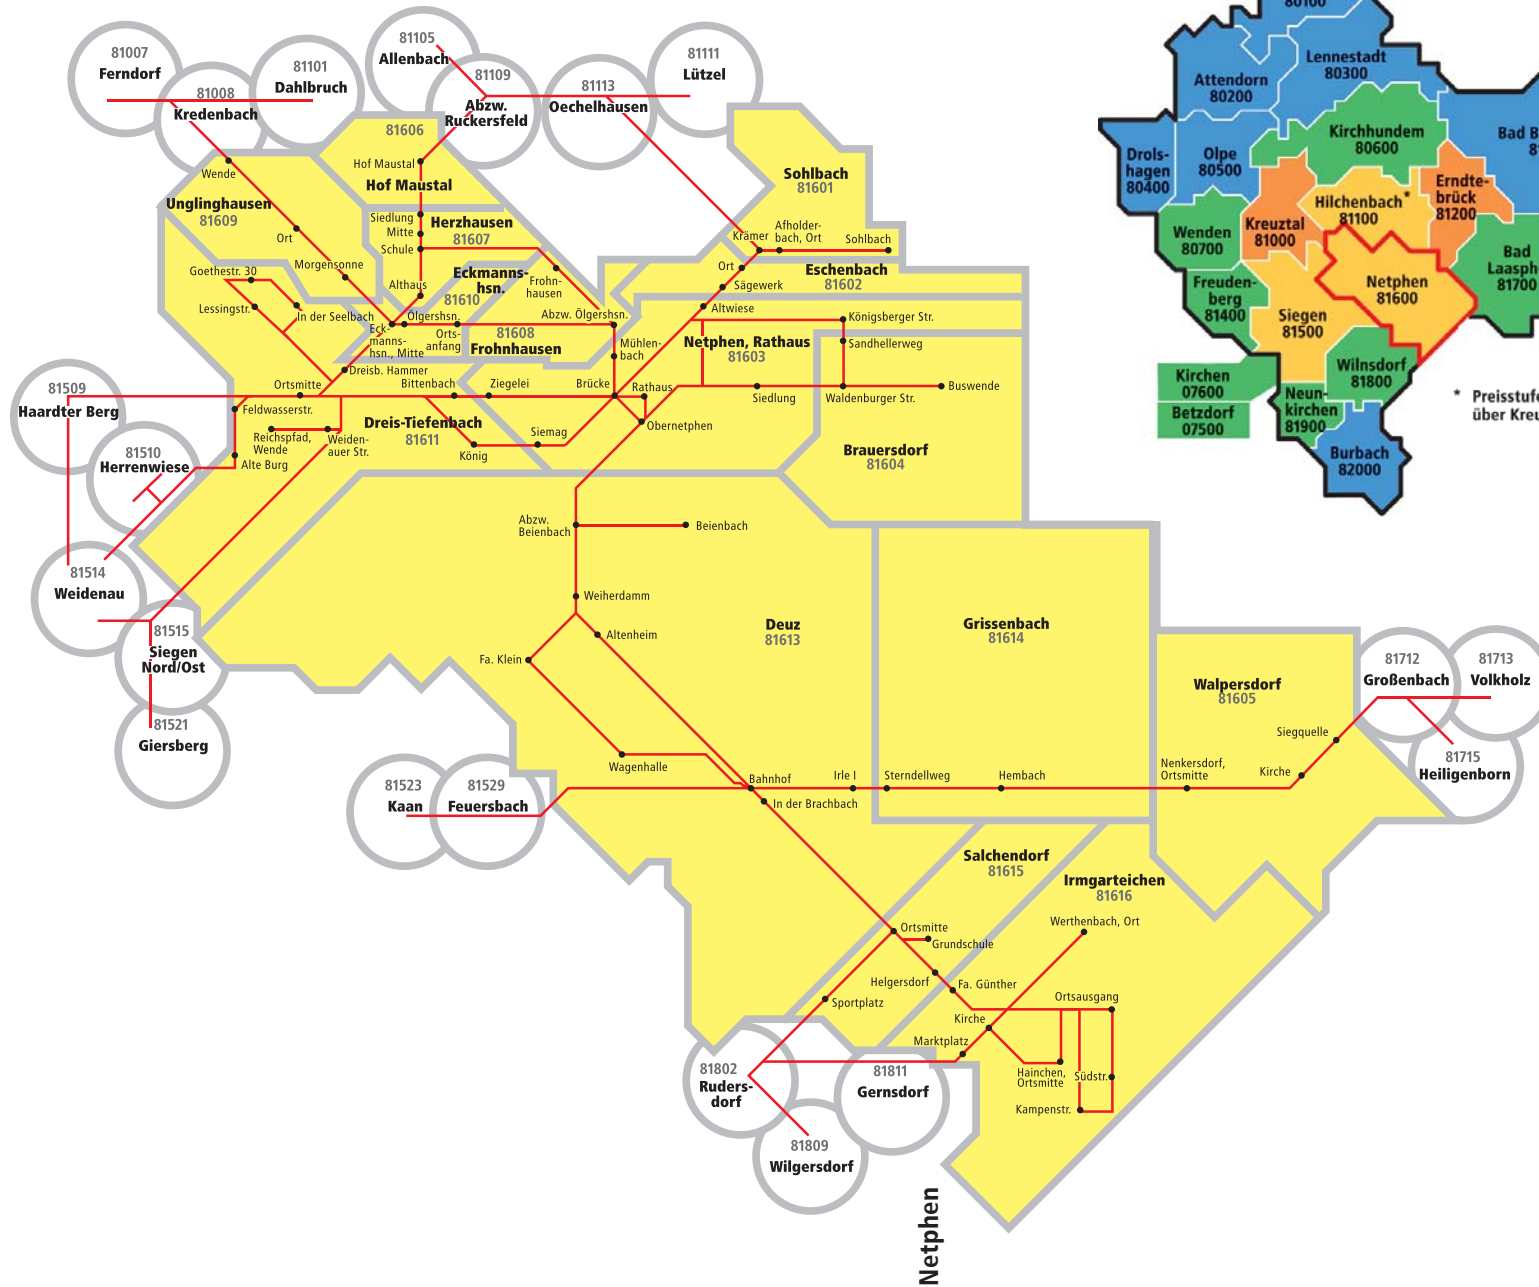 81007
Ferndorf
81008
Kredenbach
81101
Dahlbruch
81105
Allenbach
81109
Abzw.
Ruckersfeld
81113
Oechelhausen
81111
Lützel
81606
Hof Maustal
Hof Maustal
Wende
Unglinghausen
81609
Ort
Morgensonne
Goethestr. 30
Lessingstr.
In der Seelbach
Siedlung
Mitte
Schule
Herzhausen
81607
Althaus
Eckmanns-
hsn.
81610
Frohn-
hausen
Ölgershsn.
Abzw. Ölgershsn.
Eck-
manns-
hsn., Mitte
Orts-
anfang
81608
Frohnhausen
Mühlen-
bach
Dreisb. Hammer
Sohlbach
81601
Krämer
Afholder-
bach, Ort
Sohlbach
Ort
Sägewerk
Altwiese
Eschenbach
81602
Netphen, Rathaus
81603
Königsberger Str.
Sandhellerweg
Siedlung
Waldenburger Str.
Buswende
Brauersdorf
81604
Ortsmitte
Bittenbach
Ziegelei
Brücke
Rathaus
Obernetphen
Feldwasserstr.
Reichspfad,
Wende
Weiden-
auer Str.
Alte Burg
Dreis-Tiefenbach
81611
König
Siemag
81509
Haardter Berg
81510
Herrenwiese
81514
Weidenau
81515
Siegen
Nord/Ost
81521
Giersberg
Abzw.
Beienbach
Beienbach
Weiherdamm
Altenheim
Fa. Klein
Wagenhalle
Deuz
81613
Bahnhof
In der Brachbach
Irle I
81523
Kaan
81529
Feuersbach
Grissenbach
81614
Sterndellweg
Hembach
Walpersdorf
81605
Nenkersdorf,
Ortsmitte
Kirche
Siegquelle
81712
Großenbach
81713
Volkholz
81715
Heiligenborn
Salchendorf
81615
Irmgarteichen
81616
Werthenbach, Ort
Ortsmitte
Grundschule
Helgersdorf
Fa. Günther
Sportplatz
Kirche
Marktplatz
Ortsausgang
Hainchen,
Ortsmitte
Südstr.
Kampenstr.
81802
Ruders-
dorf
81811
Gernsdorf
81809
Wilgersdorf
Netphen
80100
Attendorn
80200
Lennestadt
80300
Drols-
hagen
80400
Olpe
80500
Kirchhundem
80600
Bad B
8
Wenden
80700
Kreuztal
81000
Hilchenbach*
81100
Erndte-
brück
81200
Freuden-
berg
81400
Siegen
81500
Netphen
81600
Bad
Laasph
81700
Wilnsdorf
81800
Kirchen
07600
Betzdorf
07500
Neun-
kirchen
81900
Burbach
82000
* Preisstufe
über Kreu